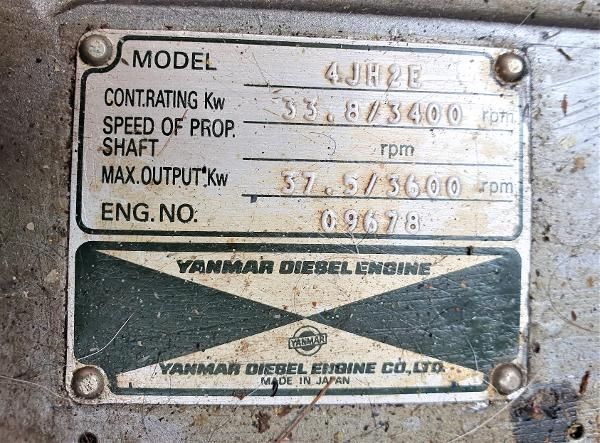 MODEL 4JH2E
CONT.RATING Kw 33.8/3400 rpm
SPEED OF PROP.
SHAFT rpm
MAX.OUTPUT Kw 37.5/3600 rpm
ENG.NO. 09678
YANMAR DIESEL ENGINE
YANMAR
YANMAR DIESEL ENGINE CO.,LTD.
MADE IN JAPAN